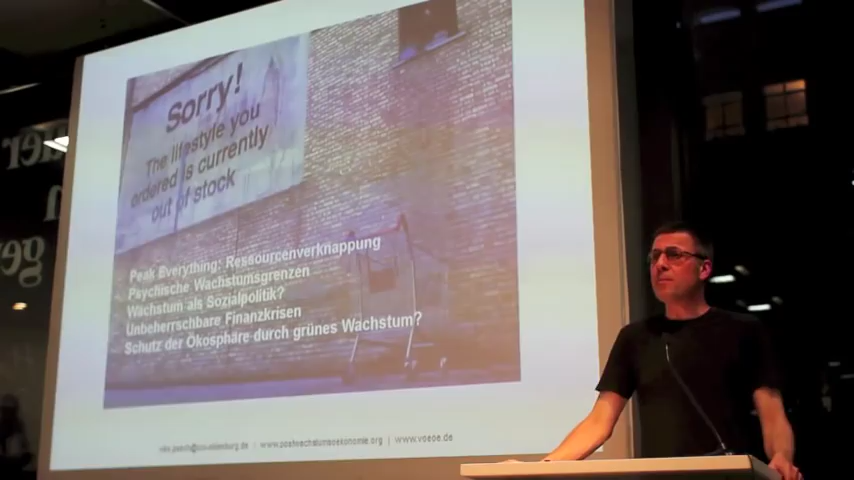 Sorry!
The lifestyle you
ordered is currently
out of stock
Peak Everything: Ressourcenverknappung
Psychische Wachstumsgrenzen
Wachstum als Sozialpolitik?
Unbeherrschbare Finanzkrisen
Schutz der Ökosphäre durch grünes Wachstum?
| www.postwachstumsoekonomie.org | www.voeoe.de